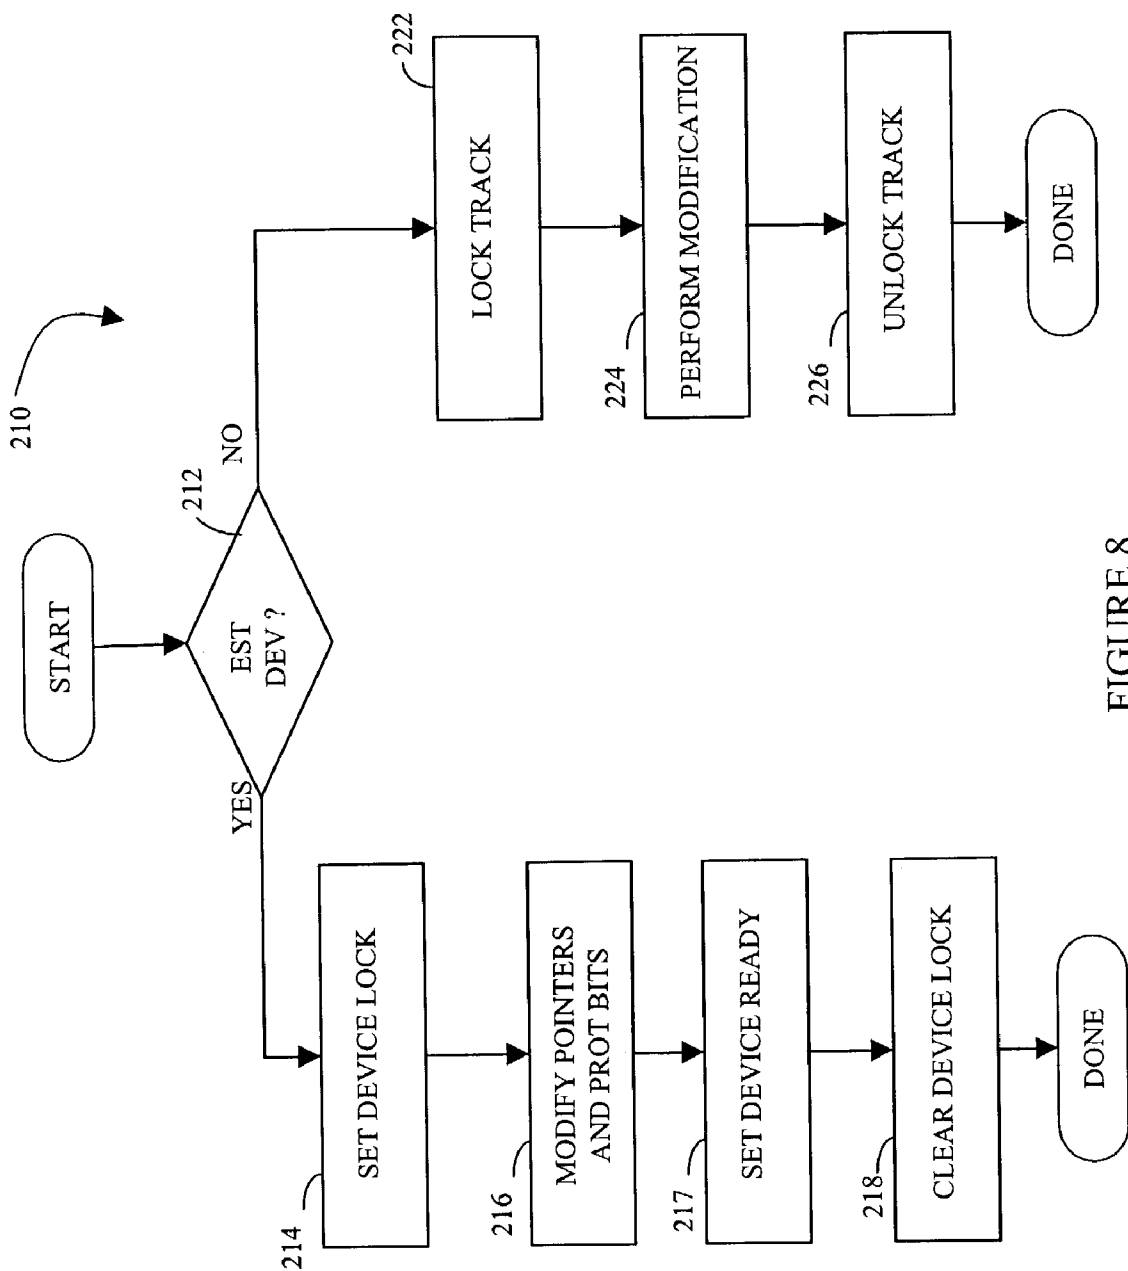 210
START
EST
DEV ?
212
YES
NO
214
SET DEVICE LOCK
216
MODIFY POINTERS
AND PROT BITS
217
SET DEVICE READY
218
CLEAR DEVICE LOCK
DONE
222
LOCK TRACK
224
PERFORM MODIFICATION
226
UNLOCK TRACK
DONE
FIGURE 8